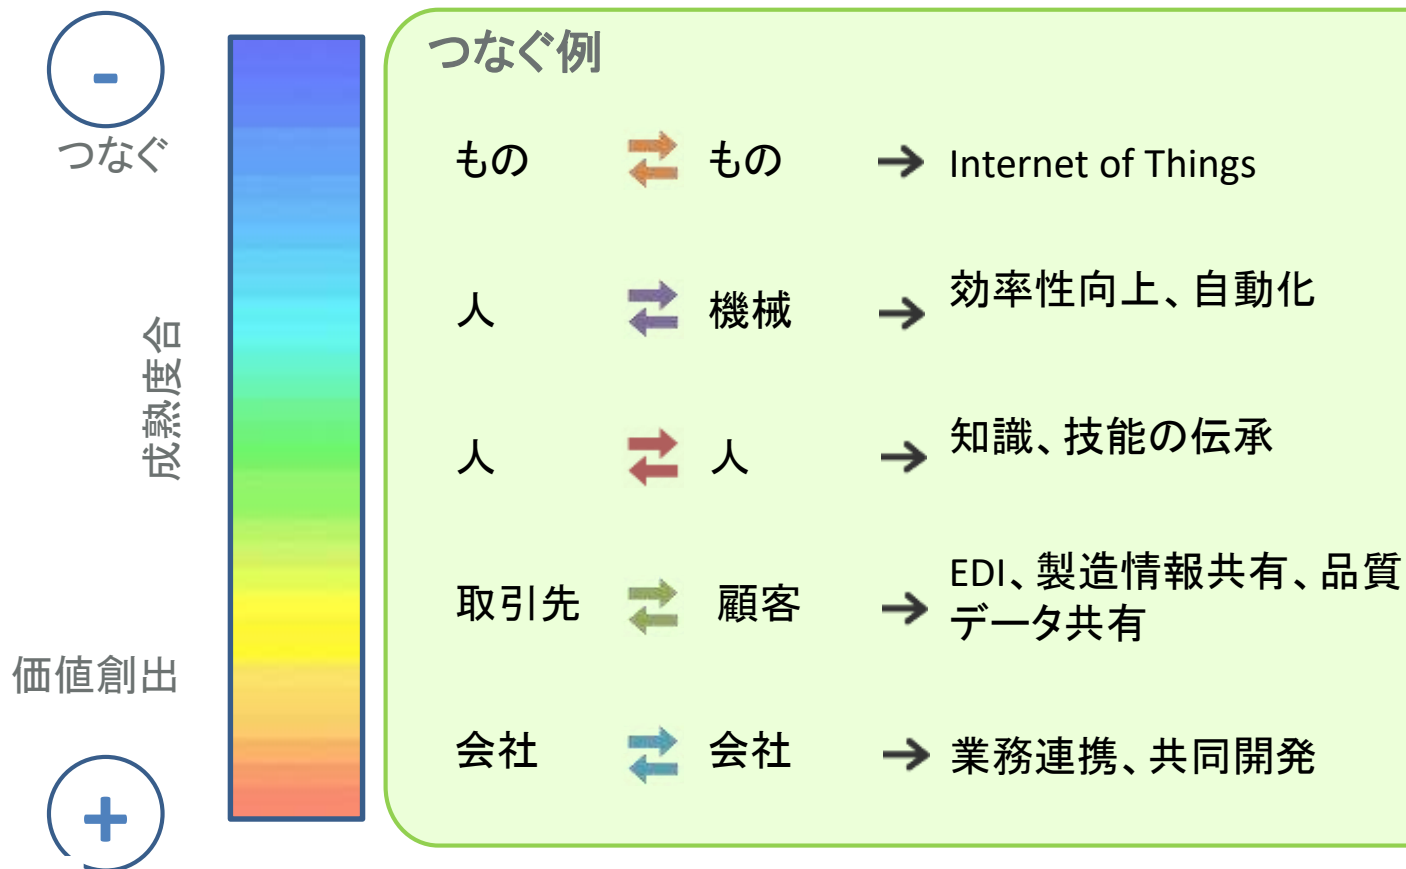 -
つなぐ
成熟度合
価値創出
+
つなぐ例
もの もの Internet of Things
人 機械 効率性向上、自動化
人 人 知識、技能の伝承
取引先 顧客 EDI、製造情報共有、品質
データ共有
会社 会社 業務連携、共同開発